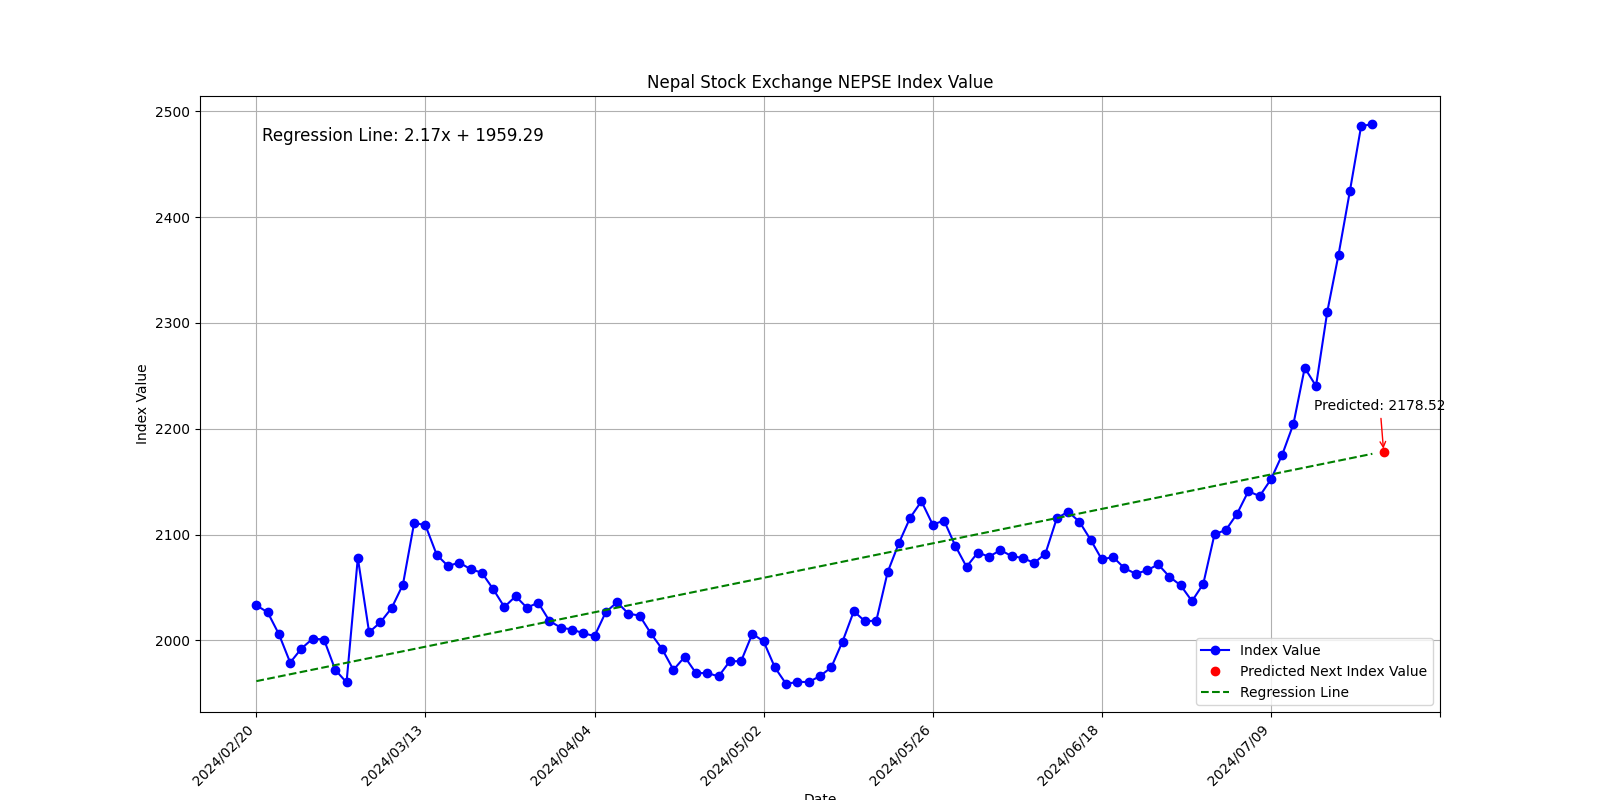 Nepal Stock Exchange NEPSE Index Value
Regression Line: 2.17x + 1959.29
2500
2400
2300
2200
2100
2000
Index Value
Predicted: 2178.52
Index Value
Predicted Next Index Value
Regression Line
2024/02/20
2024/03/13
2024/04/04
2024/05/02
2024/05/26
2024/06/18
2024/07/09
Date